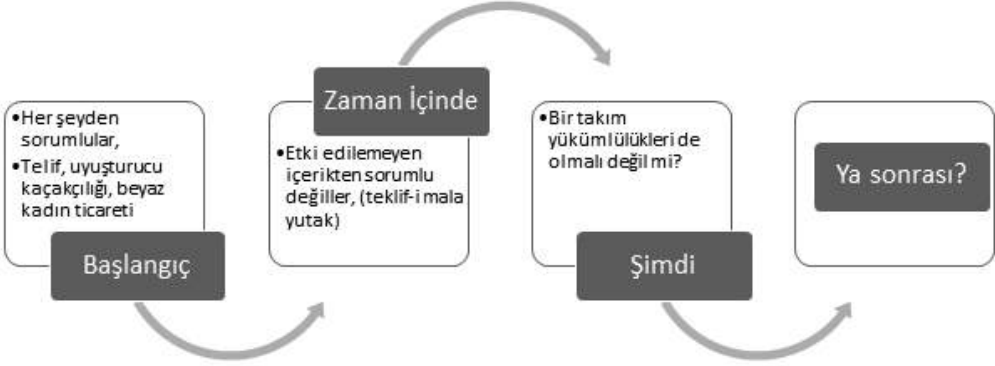 •Her şeyden
sorumlular,
•Telif, uyuşturucu
kaçakçılığı, beyaz
kadın ticareti
Başlangıç
Zaman İçinde
•Etki edilemeyen
içerikten sorumlu
değiller, (teklif-i mala
yutak)
•Bir takım
yükümlülükleri de
olmalı değil mi?
Şimdi
Ya sonrası?